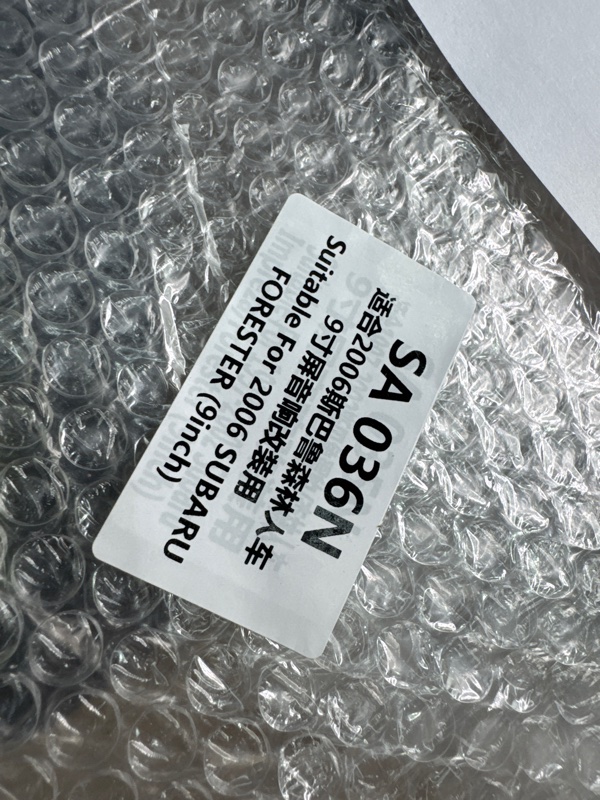 SA 036N
适合2006斯巴鲁森林人车
9寸屏音响改装用
Suitable For 2006 SUBARU
FORESTER (9inch)